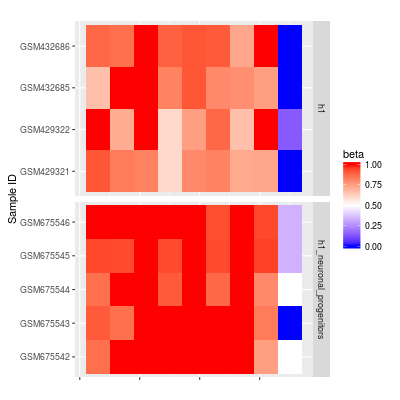 Sample ID
GSM432686
GSM432685
GSM429322
GSM429321
h1
GSM675546
GSM675545
GSM675544
GSM675543
GSM675542
h1_neuronal_progenitors
beta
1.00
0.75
0.50
0.25
0.00